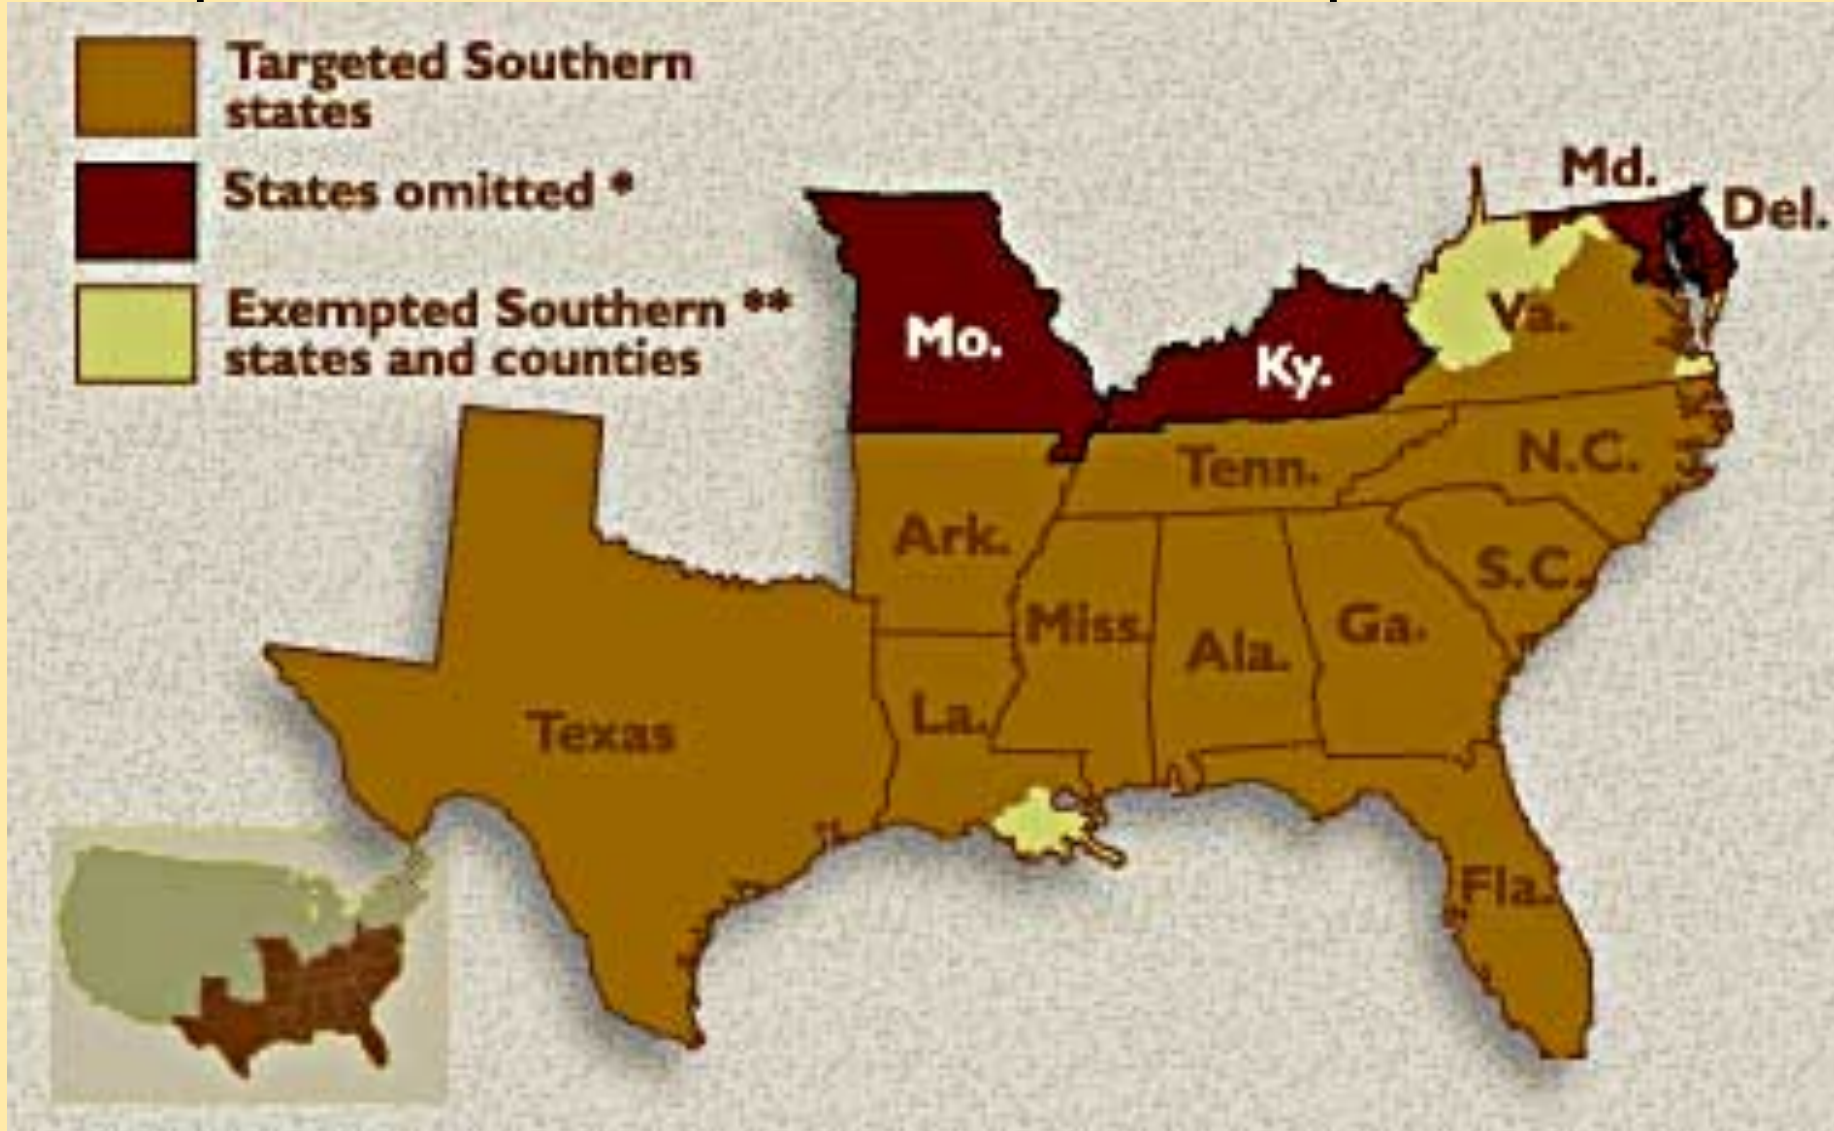 Targeted Southern
states
States omitted *
Exempted Southern **
states and counties
Md.
Del.
Mo.
Ky.
Va.
Tenn.
N.C.
Ark.
S.C.
Miss.
Ala.
Ga.
La.
Texas
Fla.